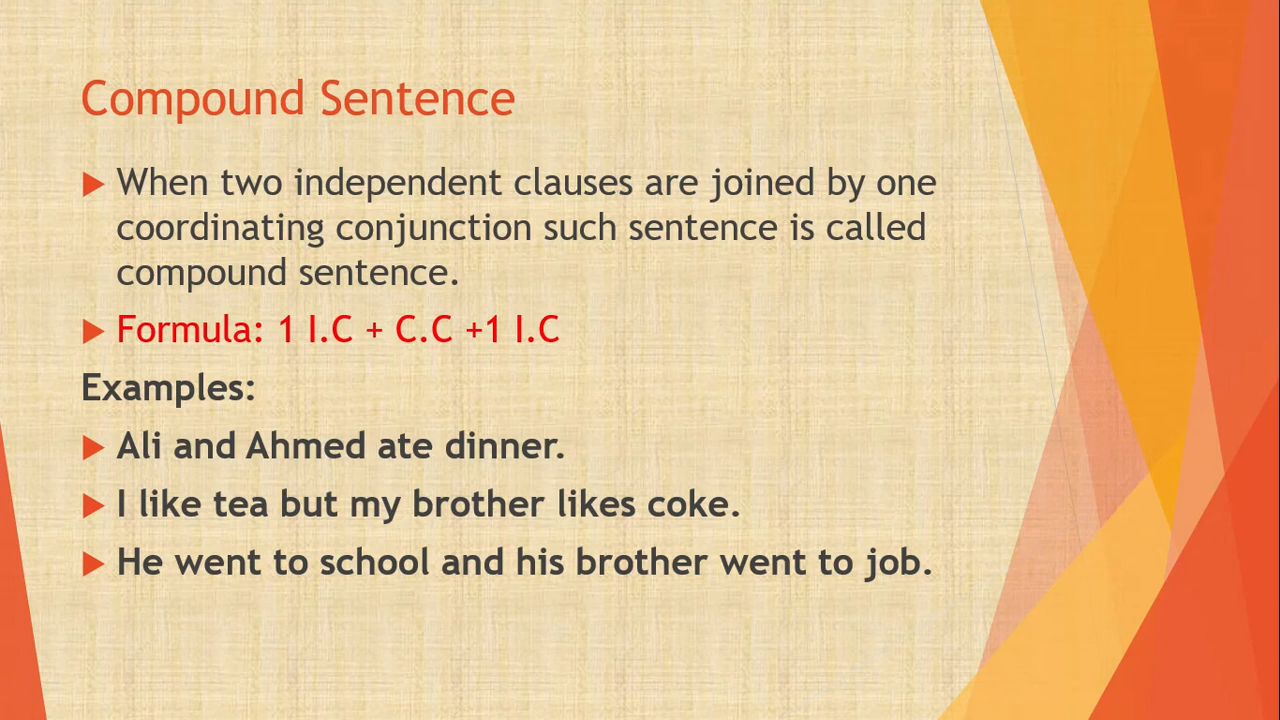 Compound Sentence
When two independent clauses are joined by one
coordinating conjunction such sentence is called
compound sentence.
Formula: 1 I.C + C.C +1 I.C
Examples:
Ali and Ahmed ate dinner.
I like tea but my brother likes coke.
He went to school and his brother went to job.